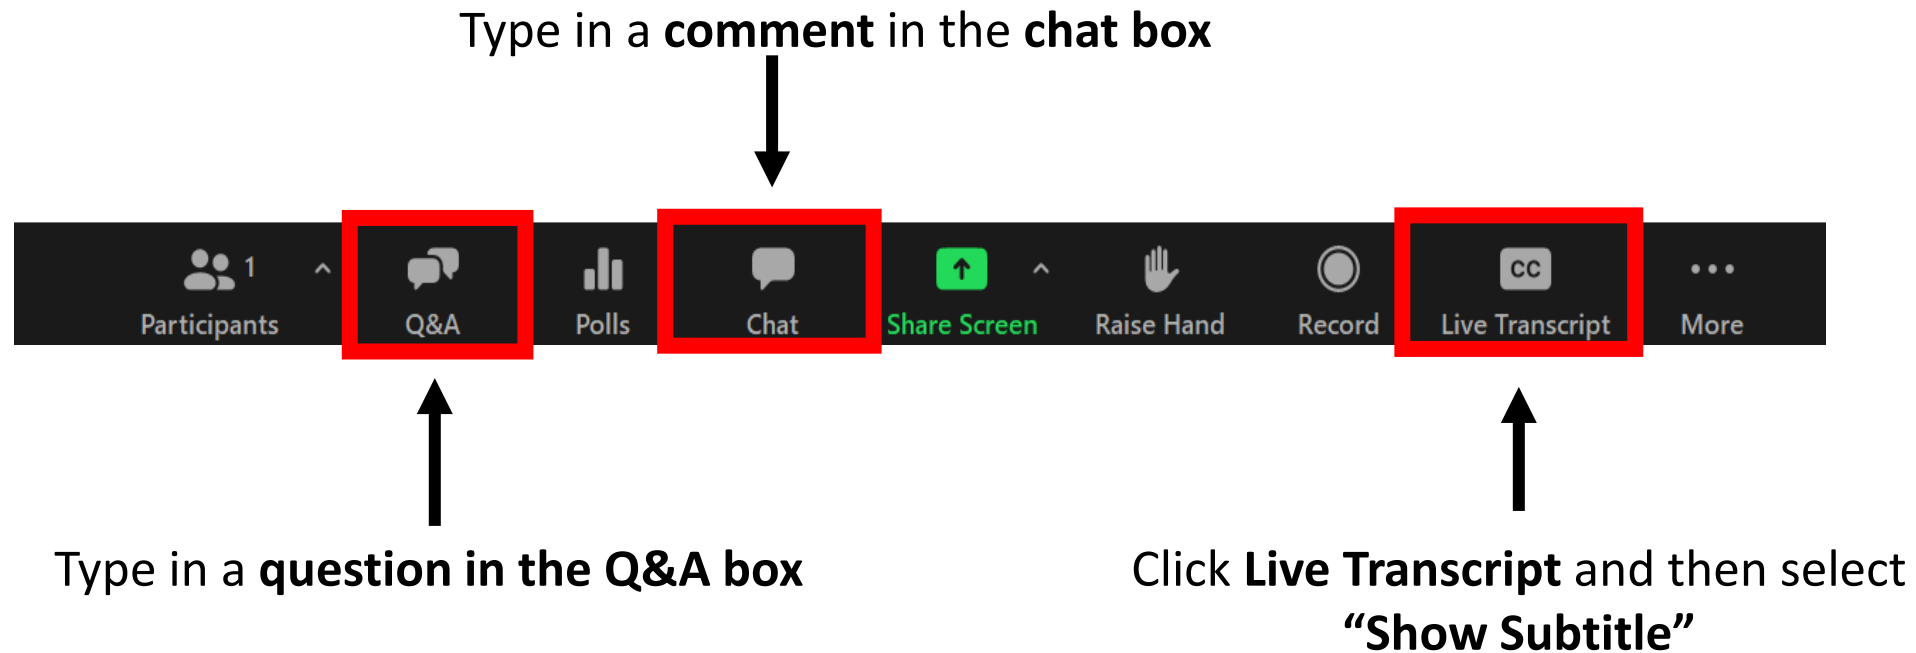 Type in a comment in the chat box
1
CC
Participants Q&A Polls Chat Share Screen Raise Hand Record Live Transcript More
Type in a question in the Q&A box
Click Live Transcript and then select
“Show Subtitle”